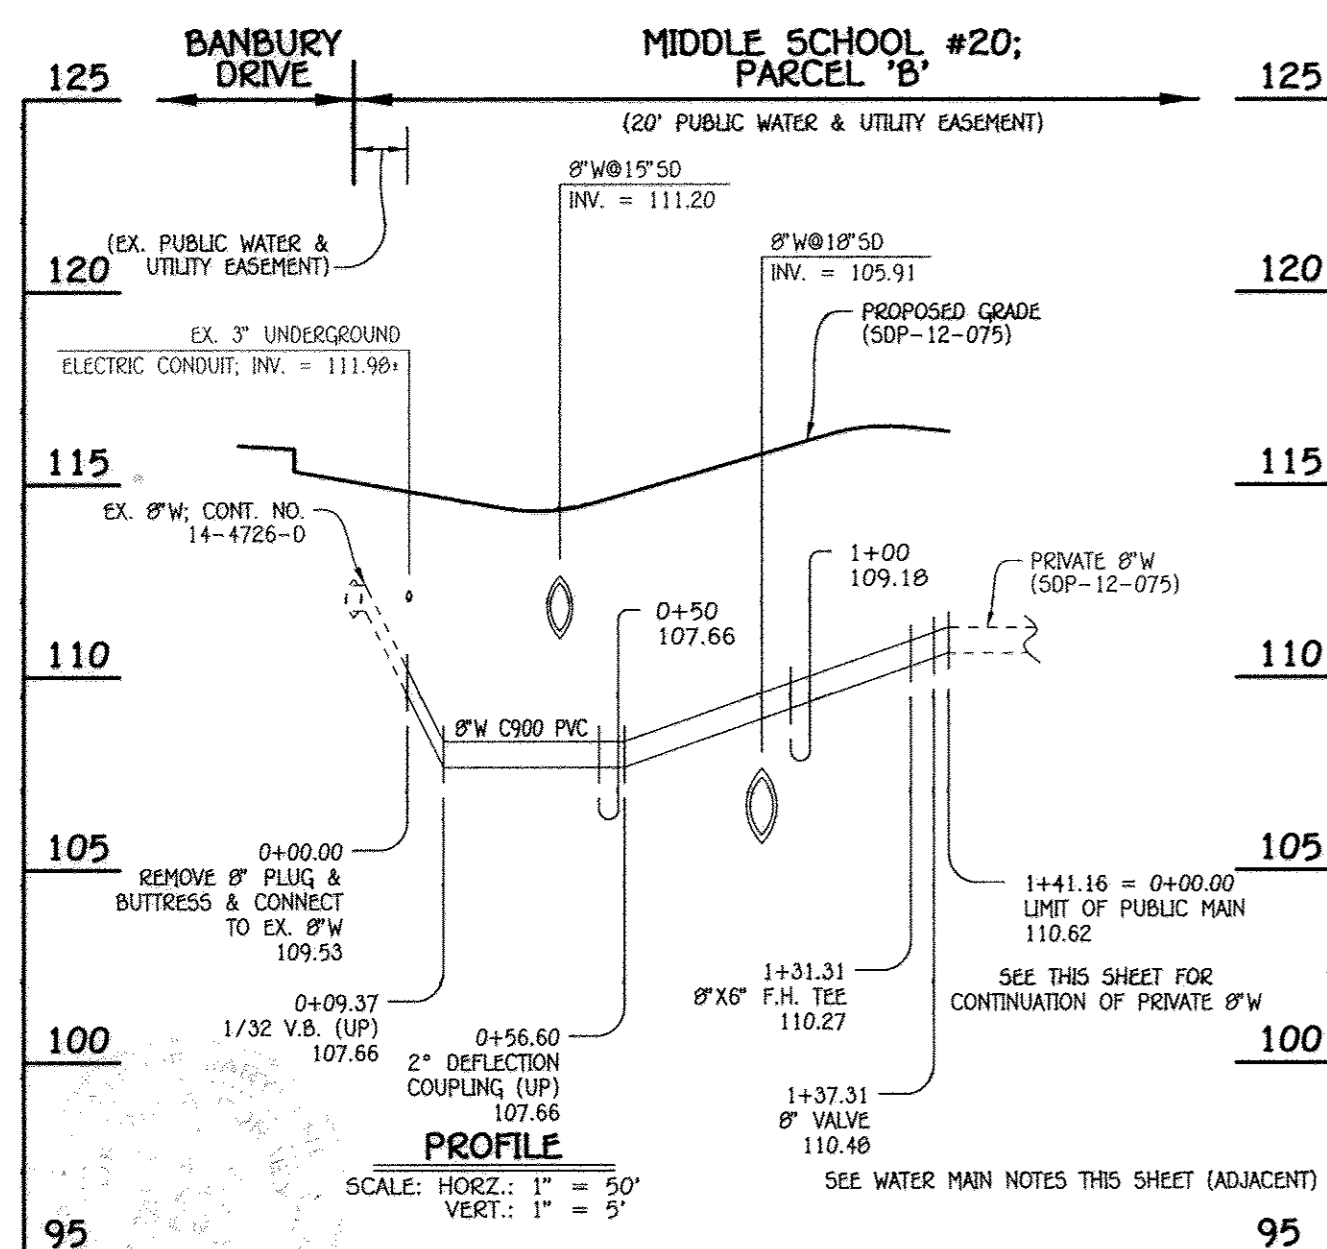 BANBURY
DRIVE
MIDDLE SCHOOL #20;
PARCEL 'B'
125
125
(20' PUBLIC WATER & UTILITY EASEMENT)
8"W@15"SD
INV. = 111.20
(EX. PUBLIC WATER &
UTILITY EASEMENT)
8"W@18"SD
INV. = 105.91
120
120
PROPOSED GRADE
(SDP-12-075)
EX. 3" UNDERGROUND
ELECTRIC CONDUIT; INV. = 111.98±
115
115
EX. 8"W; CONT. NO.
14-4726-D
1+00
109.18
PRIVATE 8"W
(SDP-12-075)
0+50
107.66
110
110
8"W C900 PVC
105
105
0+00.00
REMOVE 8" PLUG &
BUTTRESS & CONNECT
TO EX. 8"W
109.53
1+41.16 = 0+00.00
LIMIT OF PUBLIC MAIN
110.62
1+31.31
8"X6" F.H. TEE
110.27
SEE THIS SHEET FOR
CONTINUATION OF PRIVATE 8"W
0+09.37
1/32 V.B. (UP)
107.66
0+56.60
2° DEFLECTION
COUPLING (UP)
107.66
100
100
1+37.31
8" VALVE
110.48
PROFILE
SCALE: HORZ.: 1" = 50'
VERT.: 1" = 5'
SEE WATER MAIN NOTES THIS SHEET (ADJACENT)
95
95